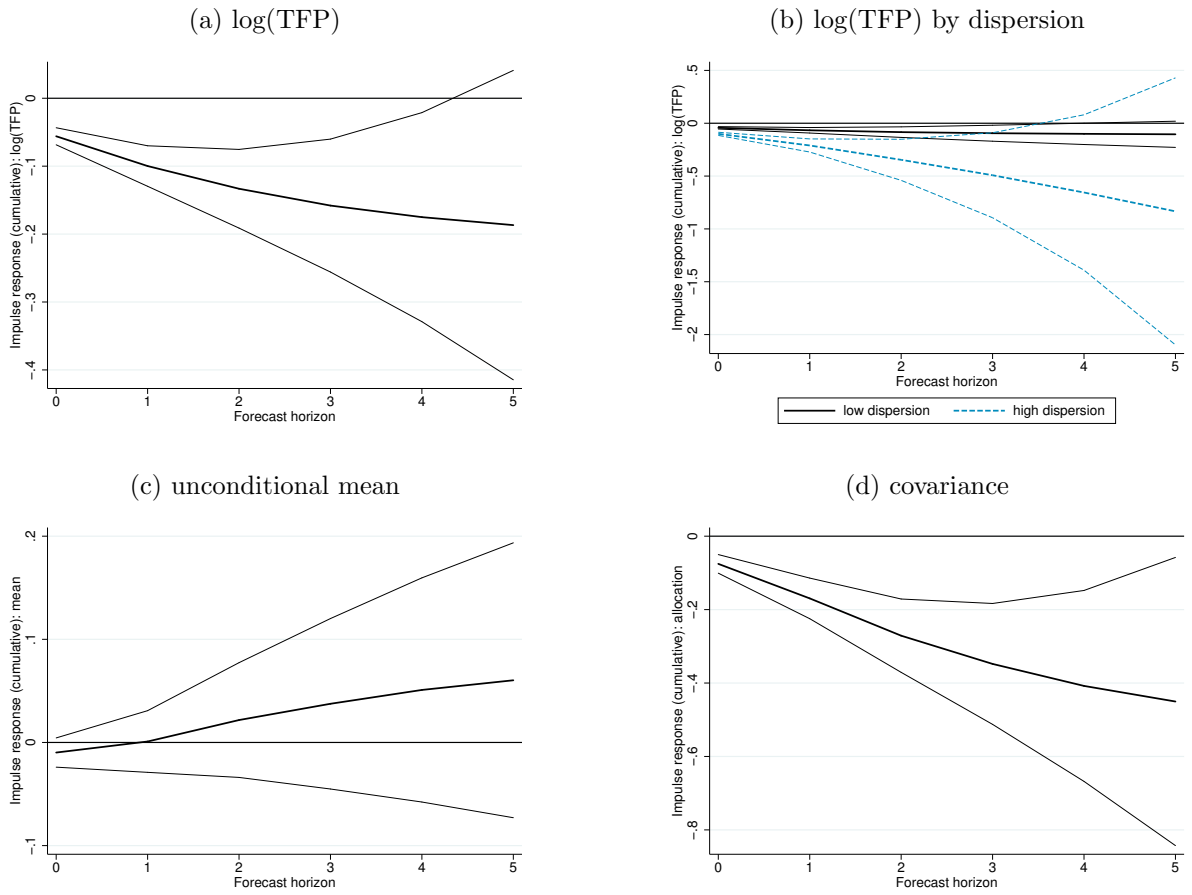 (a) log(TFP)
Impulse response (cumulative): log(TFP)
0
-.1
-.2
-.3
-.4
0 1 2 3 4 5
Forecast horizon
(b) log(TFP) by dispersion
Impulse response (cumulative): log(TFP)
.5
0
-.5
-1
-1.5
-2
0 1 2 3 4 5
Forecast horizon
low dispersion high dispersion
(c) unconditional mean
Impulse response (cumulative): mean
.2
.1
0
-.1
0 1 2 3 4 5
Forecast horizon
(d) covariance
Impulse response (cumulative): allocation
0
-.2
-.4
-.6
-.8
0 1 2 3 4 5
Forecast horizon